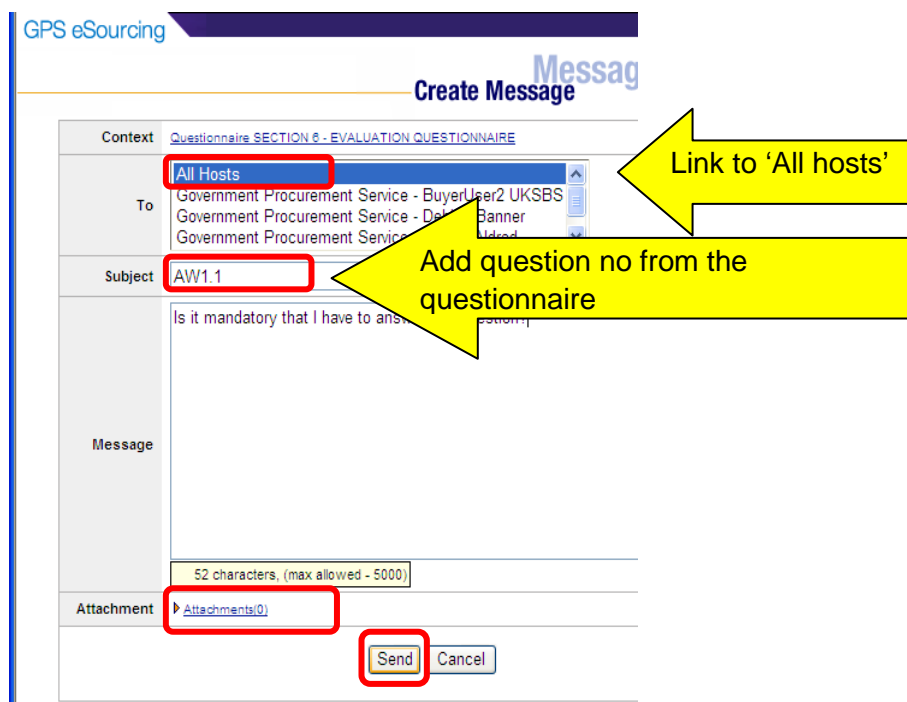 GPS eSourcing
Messag
Create Message
Context Questionnaire SECTION 6 - EVALUATION QUESTIONNAIRE
To
All Hosts
Government Procurement Service - BuyerUser2 UKSBS
Government Procurement Service - Banner
Government Procurement Service Aldred
Link to 'All hosts'
Subject AW1.1
Add question no from the
questionnaire
Message
Is it mandatory that I have to
52 characters, (max allowed - 5000)
Attachment Attachments(0)
Send Cancel